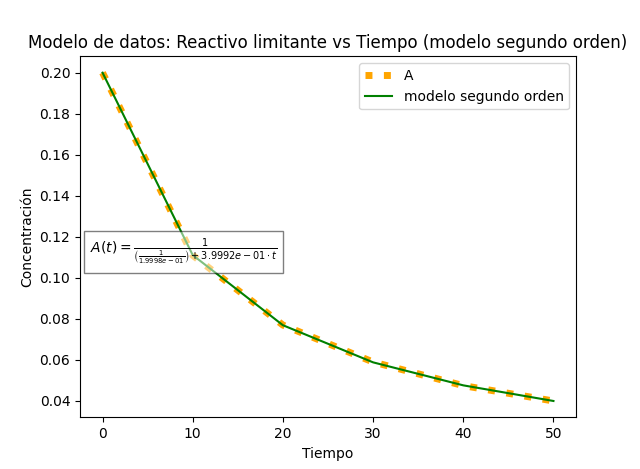 Modelo de datos: Reactivo limitante vs Tiempo (modelo segundo orden)
A
modelo segundo orden
Concentración
0.20
0.18
0.16
0.14
0.12
0.10
0.08
0.06
0.04
A(t) = 1 / ((1 / 1.9998e−01) + 3.9992e−01·t)
0 10 20 30 40 50
Tiempo